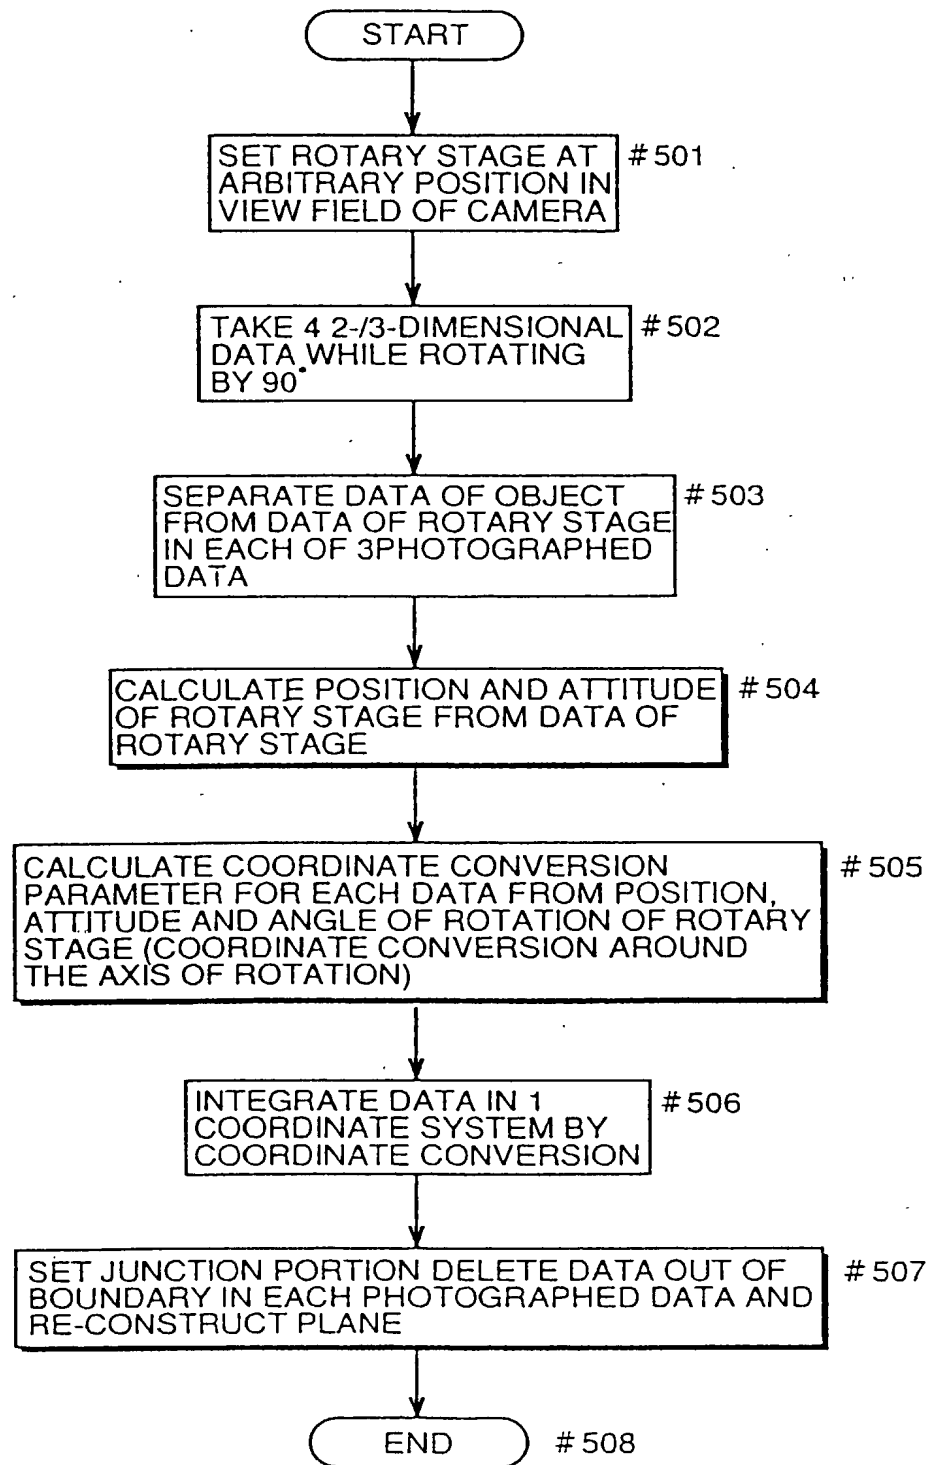 START
SET ROTARY STAGE AT
ARBITRARY POSITION IN
VIEW FIELD OF CAMERA
#501
TAKE 4 2-/3-DIMENSIONAL
DATA WHILE ROTATING
BY 90°
#502
SEPARATE DATA OF OBJECT
FROM DATA OF ROTARY STAGE
IN EACH OF 3PHOTOGRAPHED
DATA
#503
CALCULATE POSITION AND ATTITUDE
OF ROTARY STAGE FROM DATA OF
ROTARY STAGE
#504
CALCULATE COORDINATE CONVERSION
PARAMETER FOR EACH DATA FROM POSITION,
ATTITUDE AND ANGLE OF ROTATION OF ROTARY
STAGE (COORDINATE CONVERSION AROUND
THE AXIS OF ROTATION)
#505
INTEGRATE DATA IN 1
COORDINATE SYSTEM BY
COORDINATE CONVERSION
#506
SET JUNCTION PORTION DELETE DATA OUT OF
BOUNDARY IN EACH PHOTOGRAPHED DATA AND
RE-CONSTRUCT PLANE
#507
END
#508